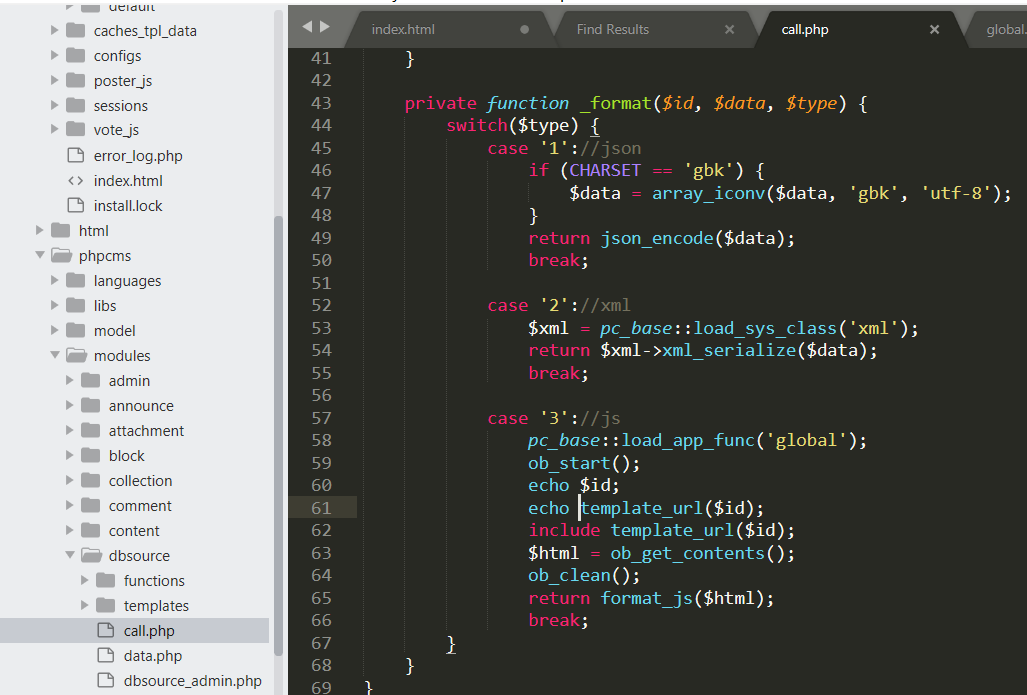 default
caches_tpl_data
configs
poster_js
sessions
vote_js
error_log.php
index.html
install.lock
html
phpcms
languages
libs
model
modules
admin
announce
attachment
block
collection
comment
content
dbsource
functions
templates
call.php
data.php
dbsource_admin.php
index.html
Find Results
call.php
global.
41 }
42
43 private function _format($id, $data, $type) {
44 switch($type) {
45 case '1'://json
46 if (CHARSET == 'gbk') {
47 $data = array_iconv($data, 'gbk', 'utf-8');
48 }
49 return json_encode($data);
50 break;
51
52 case '2'://xml
53 $xml = pc_base::load_sys_class('xml');
54 return $xml->xml_serialize($data);
55 break;
56
57 case '3'://js
58 pc_base::load_app_func('global');
59 ob_start();
60 echo $id;
61 echo template_url($id);
62 include template_url($id);
63 $html = ob_get_contents();
64 ob_clean();
65 return format_js($html);
66 break;
67 }
68 }
69 }